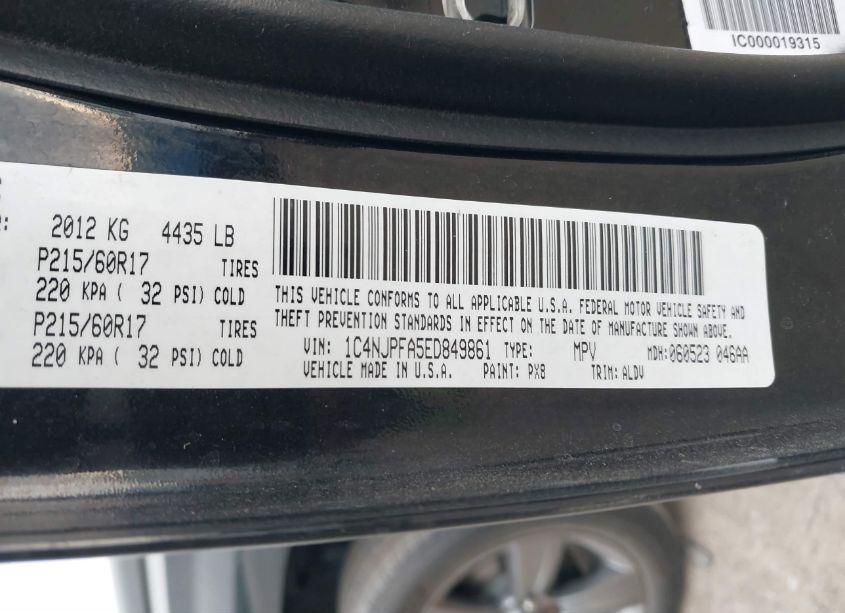 IC000019315
2012 KG 4435 LB
P215/60R17 TIRES
220 KPA ( 32 PSI) COLD
P215/60R17 TIRES
220 KPA ( 32 PSI) COLD
THIS VEHICLE CONFORMS TO ALL APPLICABLE U.S.A. FEDERAL MOTOR VEHICLE SAFETY AND
THEFT PREVENTION STANDARDS IN EFFECT ON THE DATE OF MANUFACTURE SHOWN ABOVE.
VIN: 1C4NJPFA5ED849861 TYPE: MPV MDH: 060523 046AA
VEHICLE MADE IN U.S.A. PAINT: PX8 TRIM: ALDV